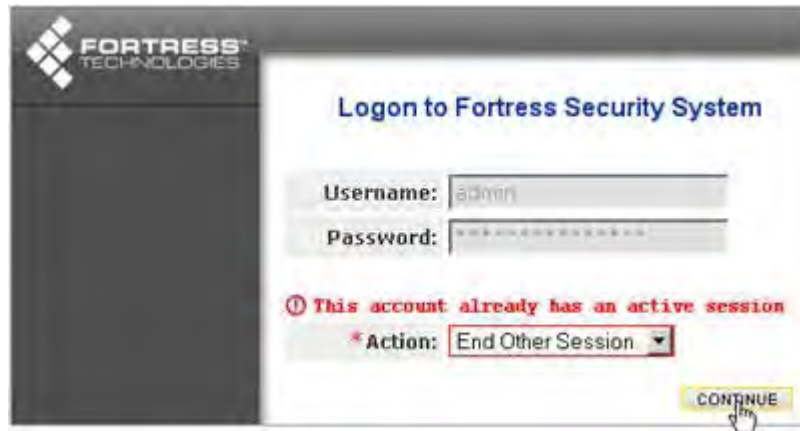 FORTRESS™
TECHNOLOGIES
Logon to Fortress Security System
Username: admin
Password: ***************
This account already has an active session
*Action: End Other Session
CONTINUE